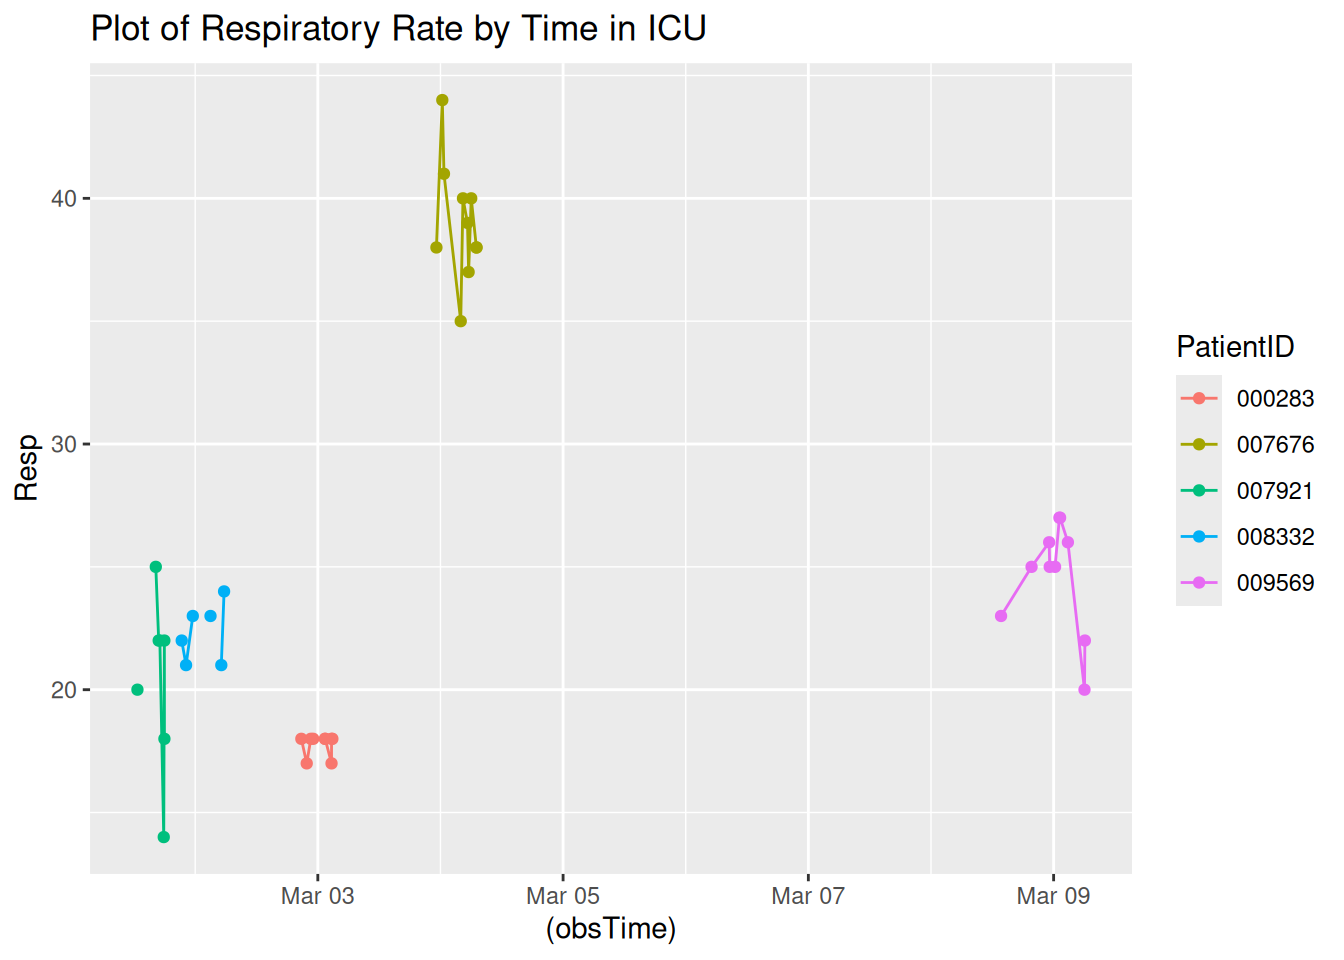 Plot of Respiratory Rate by Time in ICU
Resp
40
30
20
Mar 03
Mar 05
Mar 07
Mar 09
(obsTime)
PatientID
000283
007676
007921
008332
009569